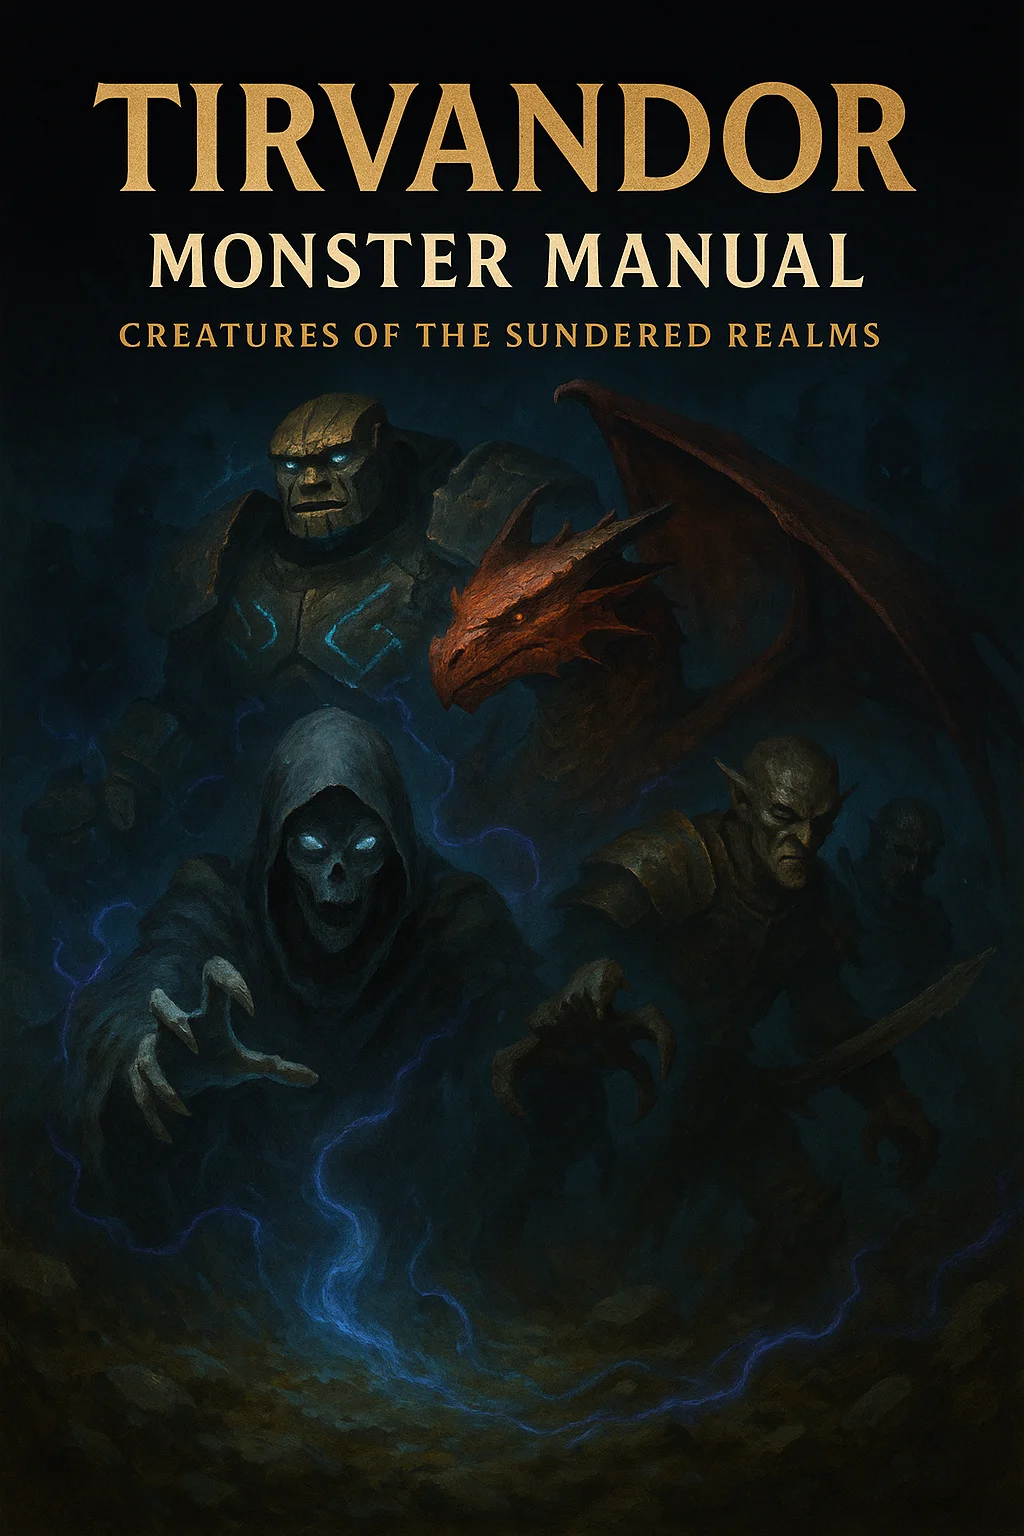 TIRVANDOR
MONSTER MANUAL
CREATURES OF THE SUNDERED REALMS